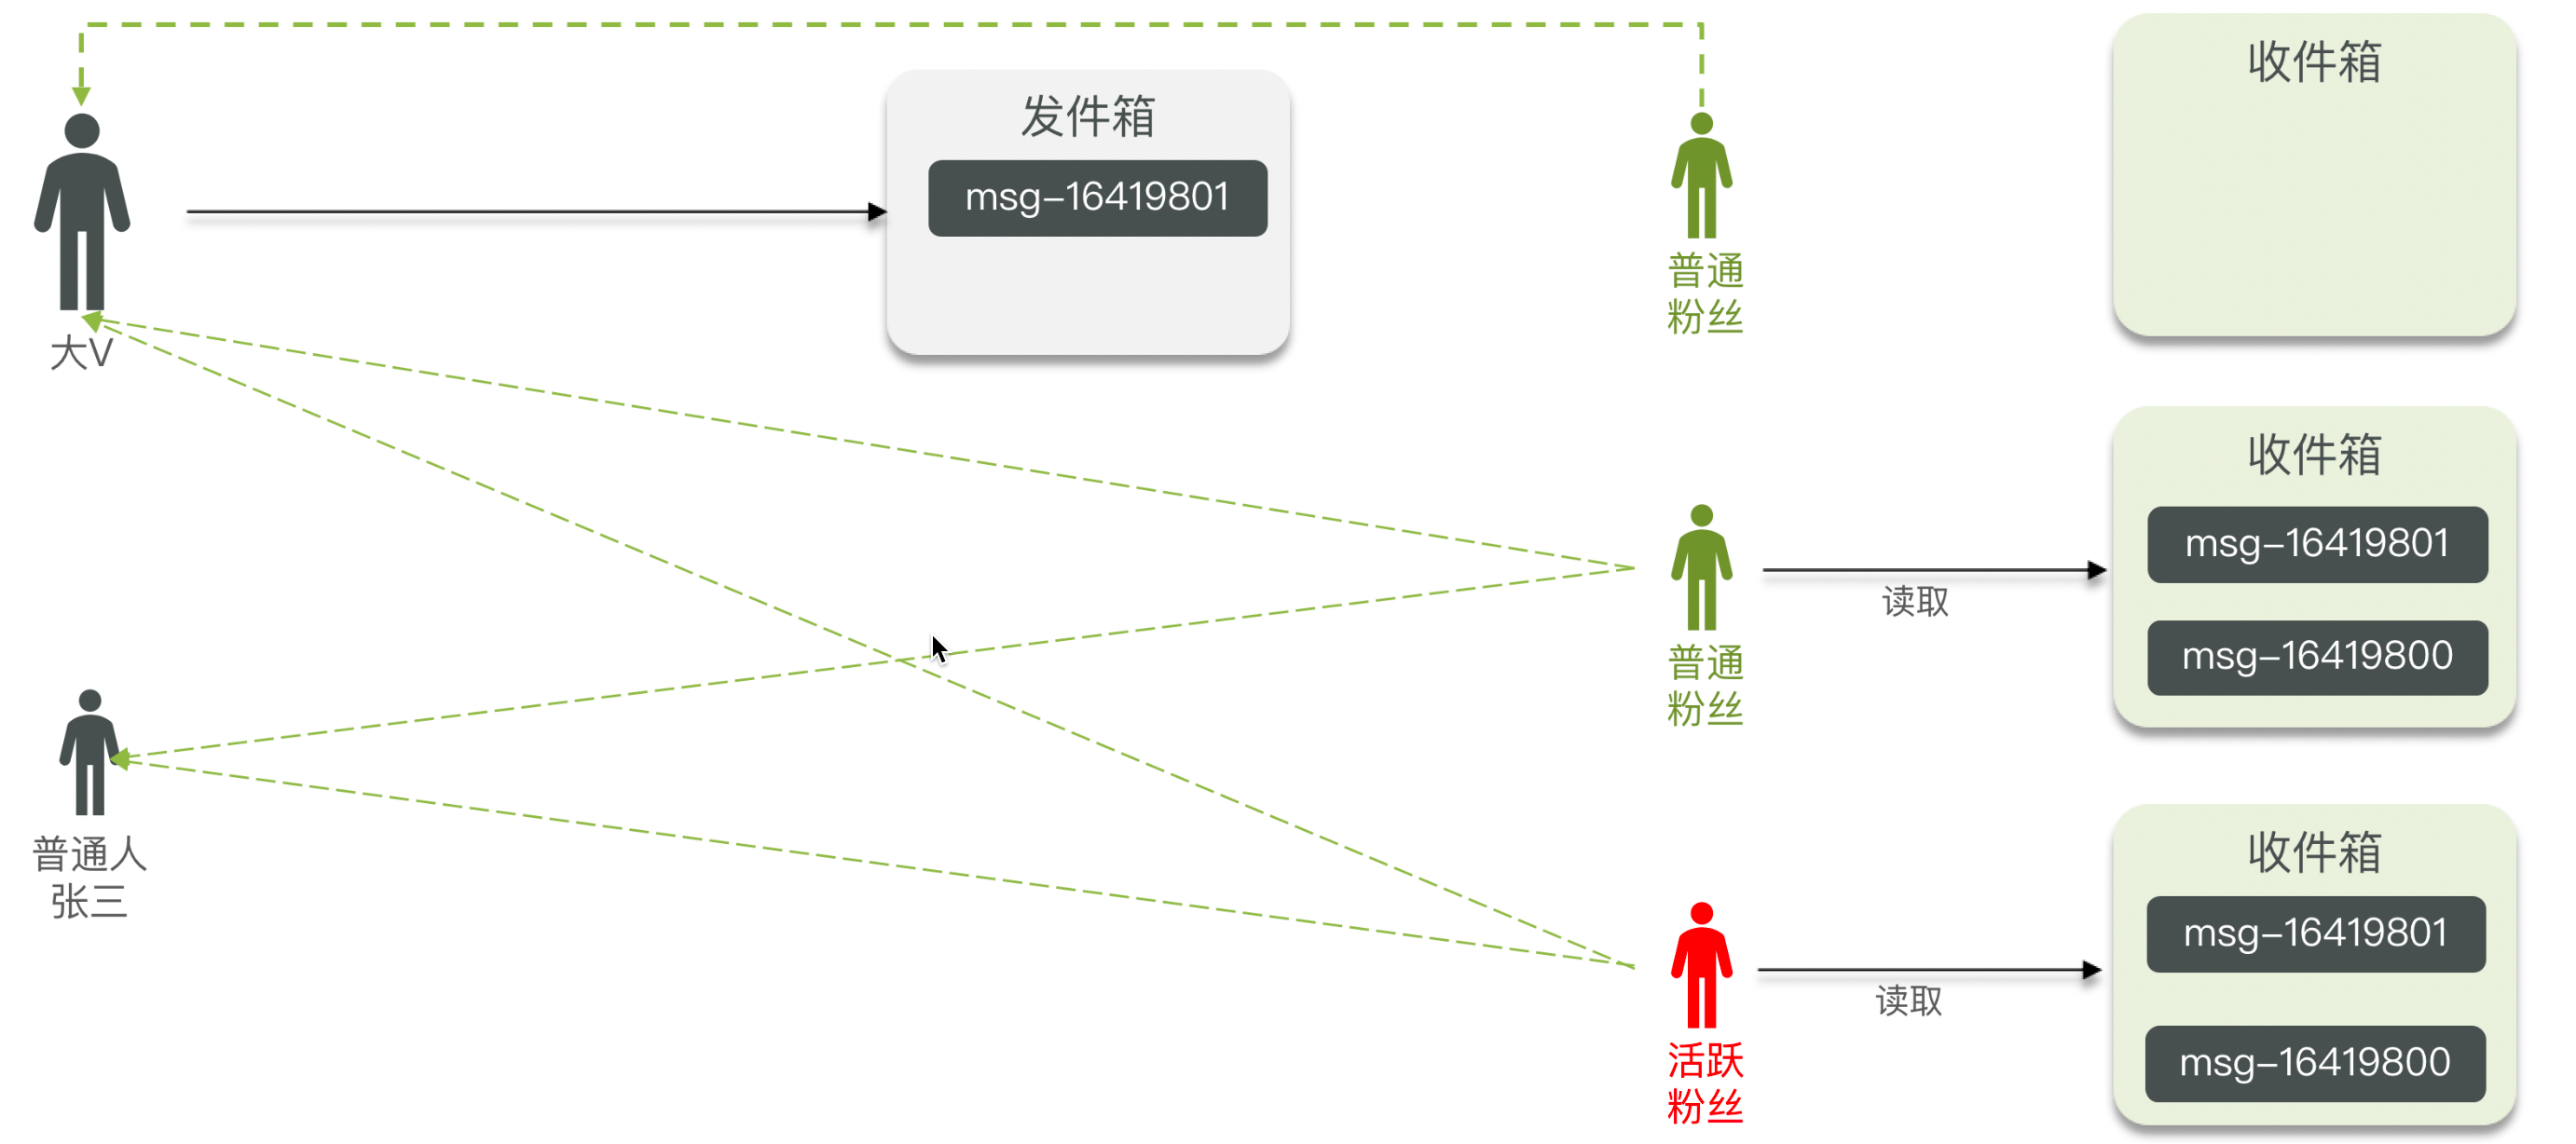 发件箱
msg-16419801
大V
普通
粉丝
收件箱
普通
粉丝
读取
收件箱
msg-16419801
msg-16419800
普通人
张三
活跃
粉丝
读取
收件箱
msg-16419801
msg-16419800